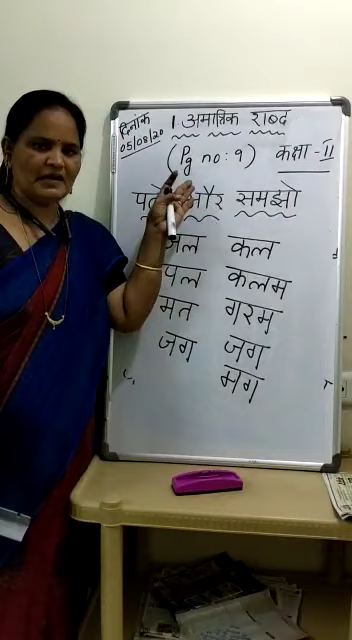 दिनांक
05/08/20
1. अमात्रिक शब्द
(Pg no: 9) कक्षा - II
और समझो
जल कल
पल कलम
मत गरम
जग जग
मग